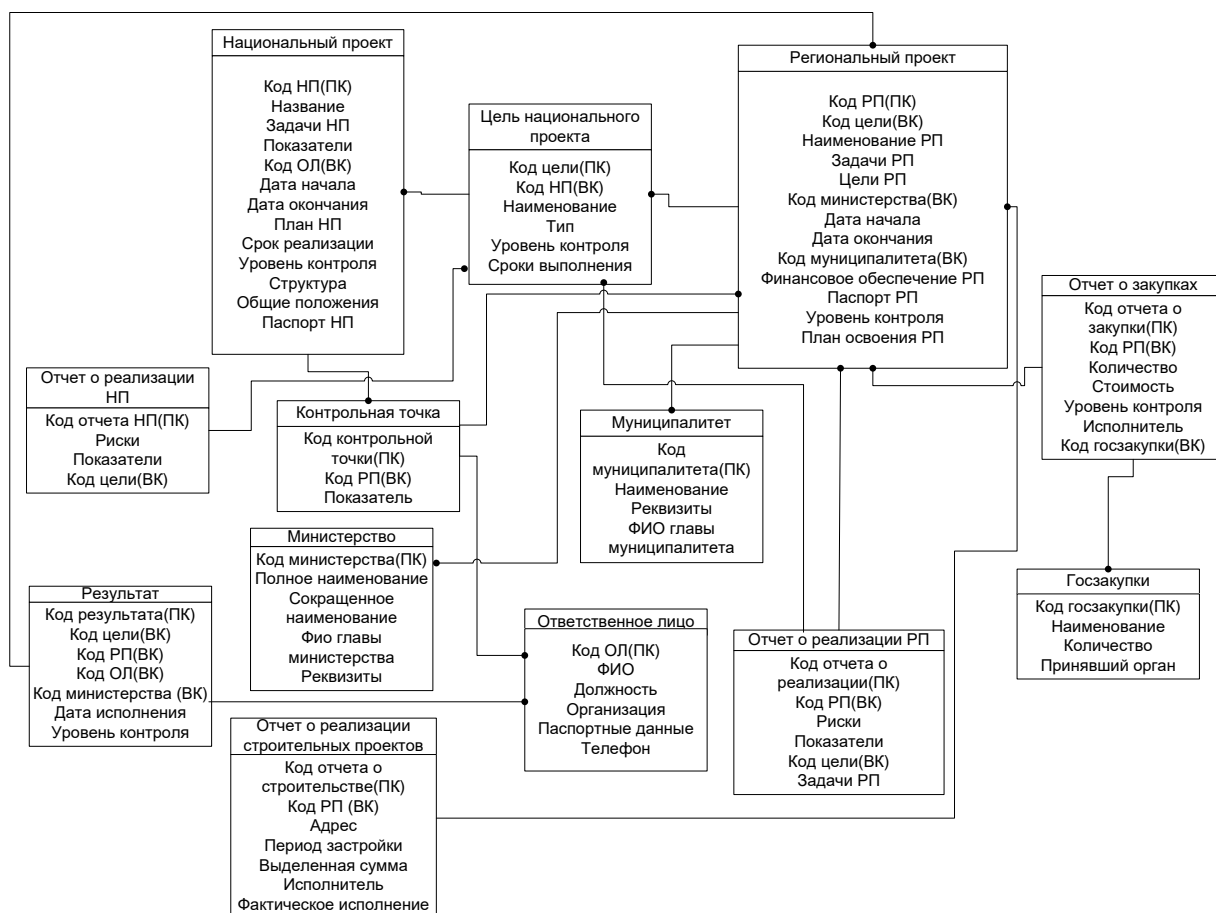 Национальный проект
Код НП(ПК)
Название
Задачи НП
Показатели
Код ОЛ(ВК)
Дата начала
Дата окончания
План НП
Срок реализации
Уровень контроля
Структура
Общие положения
Паспорт НП
Цель национального
проекта
Код цели(ПК)
Код НП(ВК)
Наименование
Тип
Уровень контроля
Сроки выполнения
Региональный проект
Код РП(ПК)
Код цели(ВК)
Наименование РП
Задачи РП
Цели РП
Код министерства(ВК)
Дата начала
Дата окончания
Код муниципалитета(ВК)
Финансовое обеспечение РП
Паспорт РП
Уровень контроля
План освоения РП
Отчет о закупках
Код отчета о
закупки(ПК)
Код РП(ВК)
Количество
Стоимость
Уровень контроля
Исполнитель
Код госзакупки(ВК)
Отчет о реализации
НП
Код отчета НП(ПК)
Риски
Показатели
Код цели(ВК)
Контрольная точка
Код контрольной
точки(ПК)
Код РП(ВК)
Показатель
Муниципалитет
Код
муниципалитета(ПК)
Наименование
Реквизиты
ФИО главы
муниципалитета
Министерство
Код министерства(ПК)
Полное наименование
Сокращенное
наименование
Фио главы
министерства
Реквизиты
Госзакупки
Код госзакупки(ПК)
Наименование
Количество
Принявший орган
Результат
Код результата(ПК)
Код цели(ВК)
Код РП(ВК)
Код ОЛ(ВК)
Код министерства (ВК)
Дата исполнения
Уровень контроля
Ответственное лицо
Код ОЛ(ПК)
ФИО
Должность
Организация
Паспортные данные
Телефон
Отчет о реализации РП
Код отчета о
реализации(ПК)
Код РП(ВК)
Риски
Показатели
Код цели(ВК)
Задачи РП
Отчет о реализации
строительных проектов
Код отчета о
строительстве(ПК)
Код РП (ВК)
Адрес
Период застройки
Выделенная сумма
Исполнитель
Фактическое исполнение